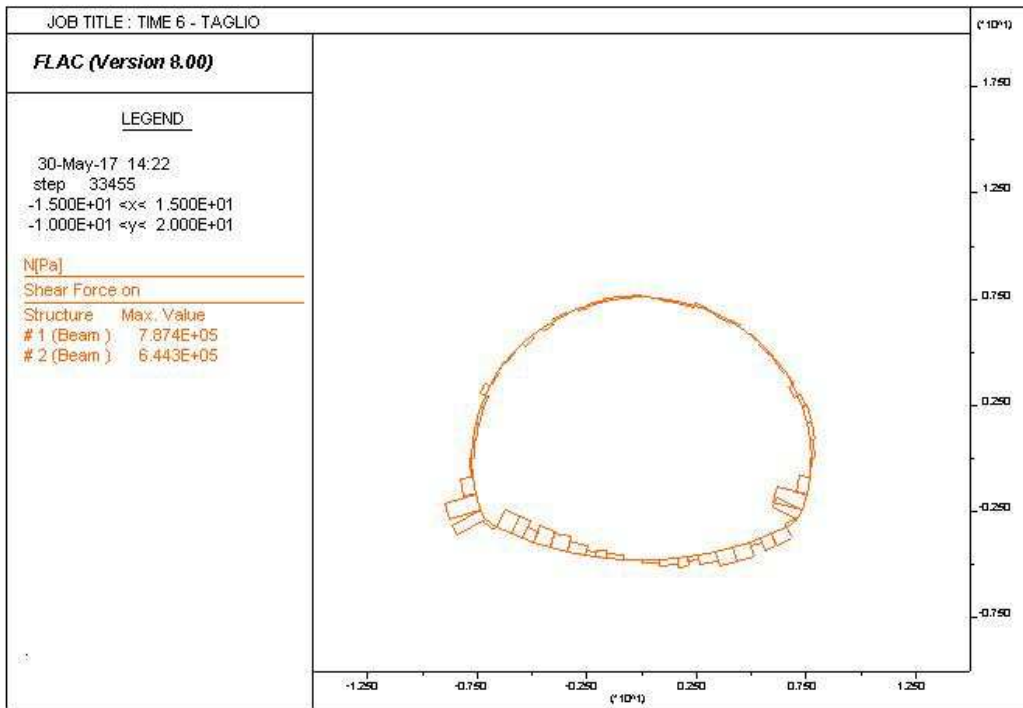 JOB TITLE : TIME 6 - TAGLIO
FLAC (Version 8.00)
LEGEND
30-May-17 14:22
step 33455
-1.500E+01 <x< 1.500E+01
-1.000E+01 <y< 2.000E+01
N[Pa]
Shear Force on
Structure Max. Value
# 1 (Beam ) 7.874E+05
# 2 (Beam ) 6.443E+05
(*10^1)
1.750
1.250
0.750
0.250
-0.250
-0.750
-1.250 -0.750 -0.250 0.250 0.750 1.250
(*10^1)